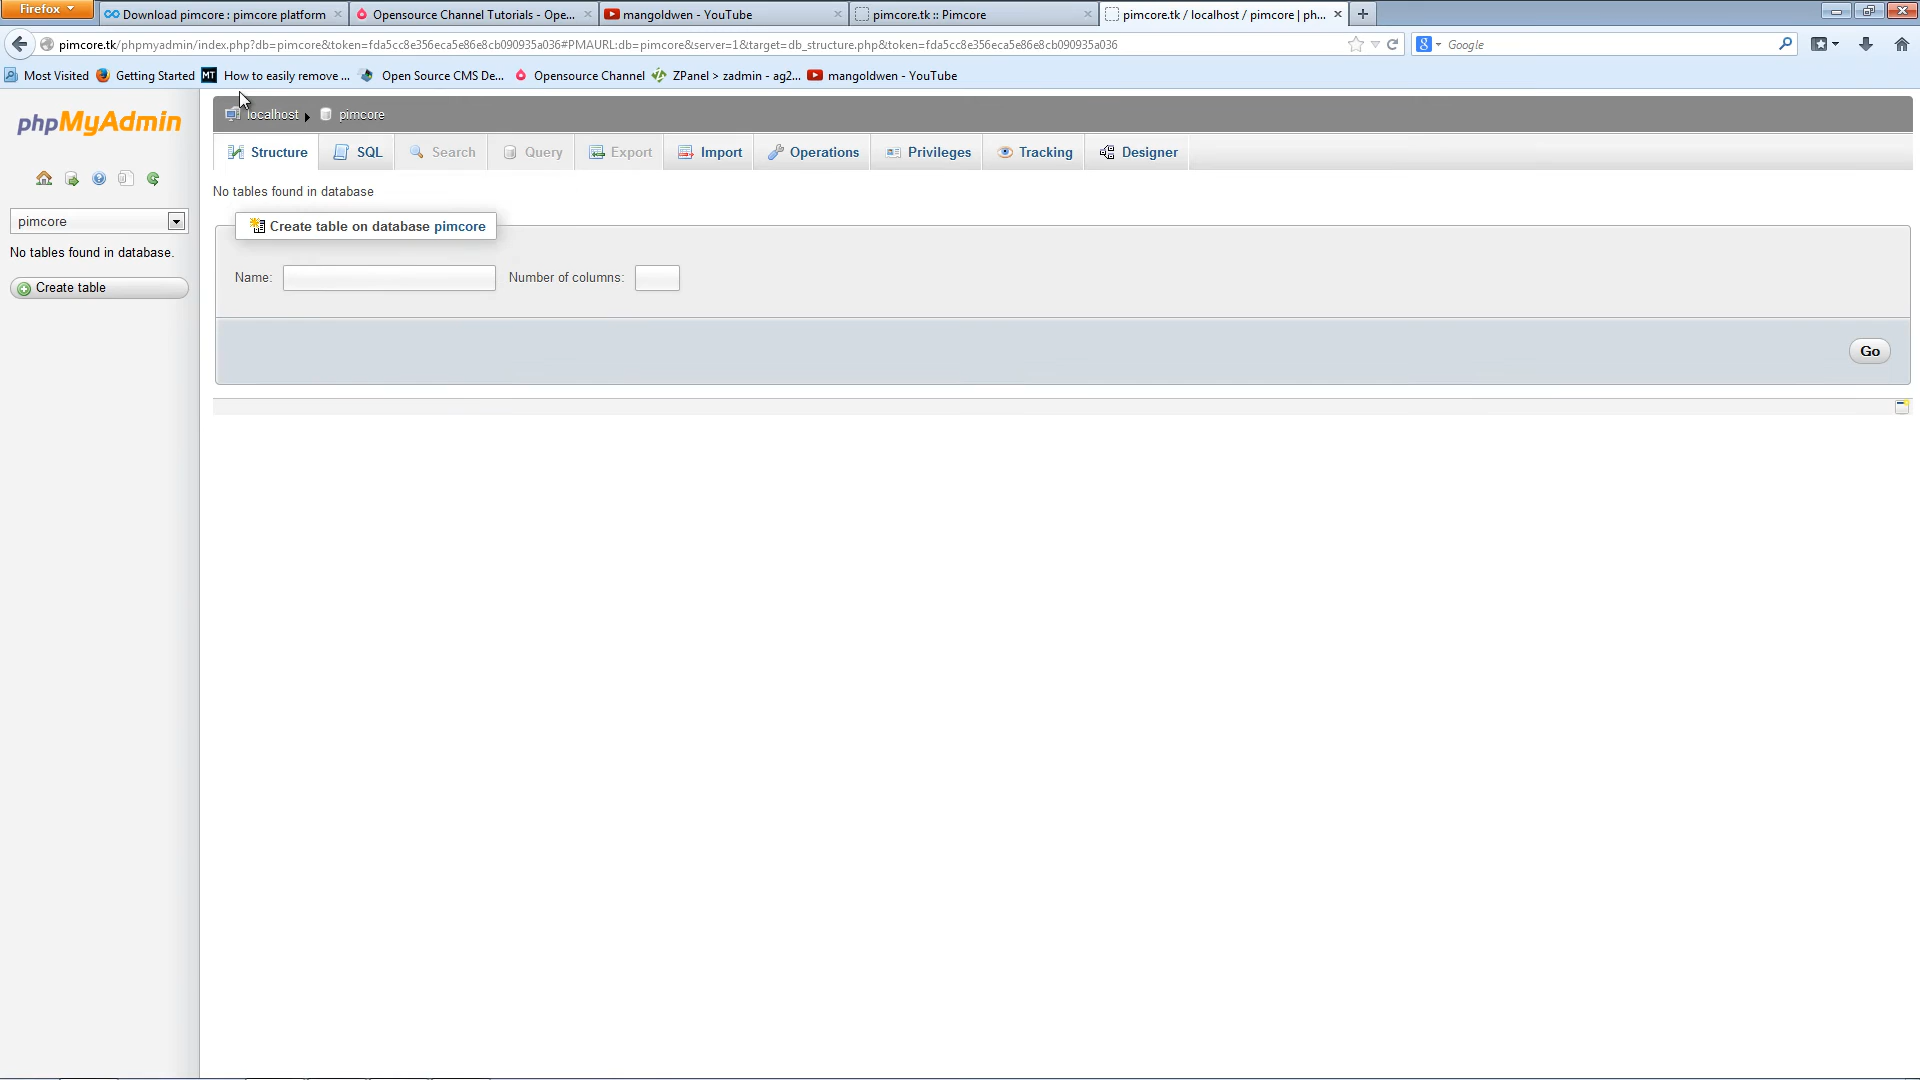 Firefox
Download pimcore : pimcore platform
Opensource Channel Tutorials - Ope...
mangoldwen - YouTube
pimcore.tk :: Pimcore
pimcore.tk / localhost / pimcore | ph...
pimcore.tk/phpmyadmin/index.php?db=pimcore&token=fda5cc8e356eca5e86e8cb090935a036#PMAURL:db=pimcore&server=1&target=db_structure.php&token=fda5cc8e356eca5e86e8cb090935a036
Google
Most Visited
Getting Started
MT How to easily remove ...
Open Source CMS De...
Opensource Channel
ZPanel > zadmin - ag2...
mangoldwen - YouTube
phpMyAdmin
localhost
pimcore
Structure
SQL
Search
Query
Export
Import
Operations
Privileges
Tracking
Designer
No tables found in database
pimcore
No tables found in database.
Create table
Create table on database pimcore
Name:
Number of columns:
Go